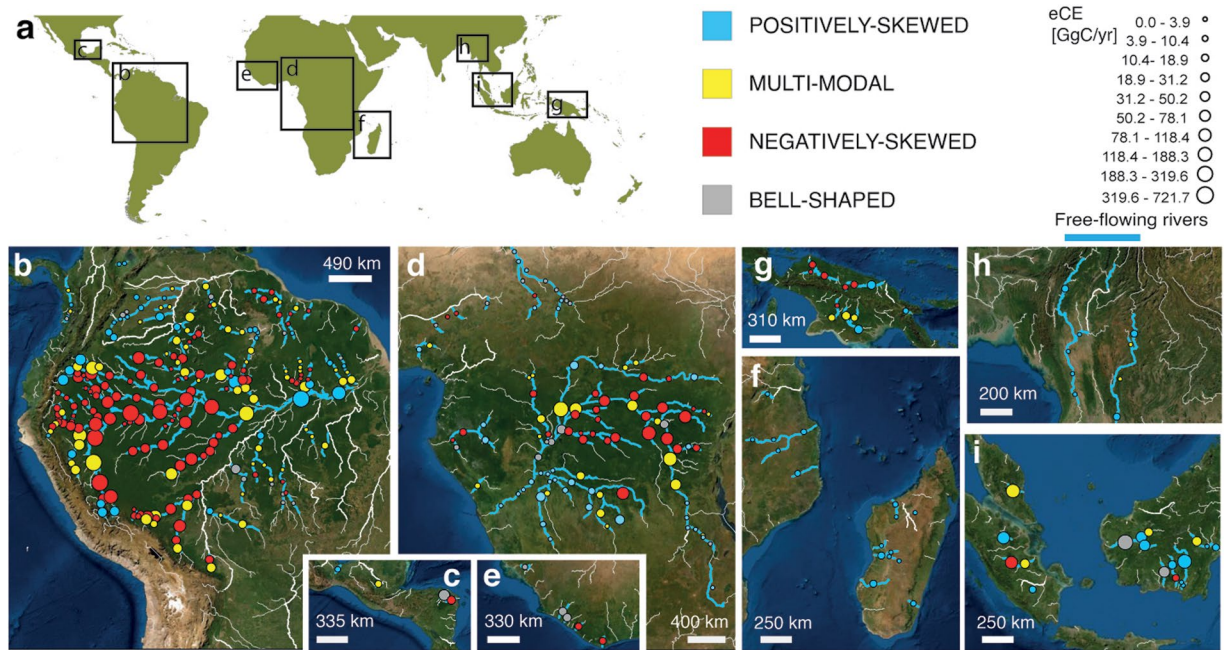 a
c
b
e
d
f
h
i
g
POSITIVELY-SKEWED
MULTI-MODAL
NEGATIVELY-SKEWED
BELL-SHAPED
eCE
[GgC/yr]
0.0 - 3.9
3.9 - 10.4
10.4- 18.9
18.9 - 31.2
31.2 - 50.2
50.2 - 78.1
78.1 - 118.4
118.4 - 188.3
188.3 - 319.6
319.6 - 721.7
Free-flowing rivers
b
490 km
d
400 km
g
310 km
h
200 km
f
250 km
i
250 km
c
335 km
e
330 km